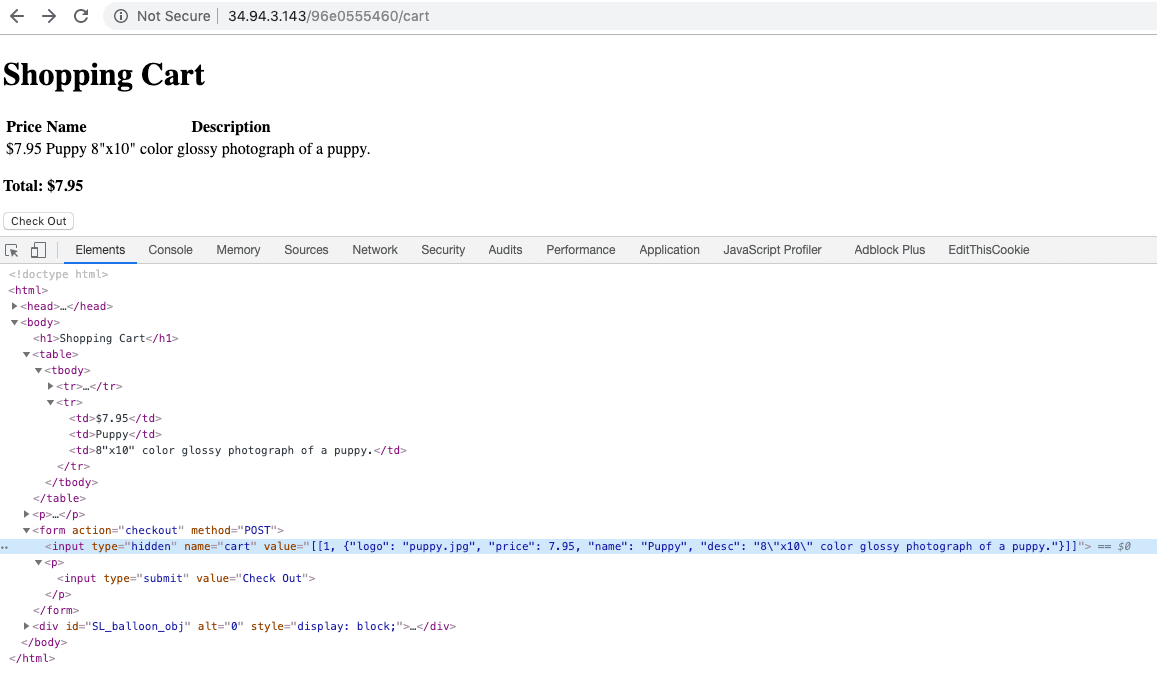 Not Secure | 34.94.3.143/96e0555460/cart
Shopping Cart
Price Name Description
$7.95 Puppy 8"x10" color glossy photograph of a puppy.
Total: $7.95
Check Out
Elements Console Memory Sources Network Security Audits Performance Application JavaScript Profiler Adblock Plus EditThisCookie
<!doctype html>
<html>
<head>…</head>
<body>
<h1>Shopping Cart</h1>
<table>
<tbody>
<tr>…</tr>
<tr>
<td>$7.95</td>
<td>Puppy</td>
<td>8"x10" color glossy photograph of a puppy.</td>
</tr>
</tbody>
</table>
<p>…</p>
<form action="checkout" method="POST">
<input type="hidden" name="cart" value="[[1, {"logo": "puppy.jpg", "price": 7.95, "name": "Puppy", "desc": "8\"x10\" color glossy photograph of a puppy."}]]"> == $0
<p>
<input type="submit" value="Check Out">
</p>
</form>
<div id="SL_balloon_obj" alt="0" style="display: block;">…</div>
</body>
</html>